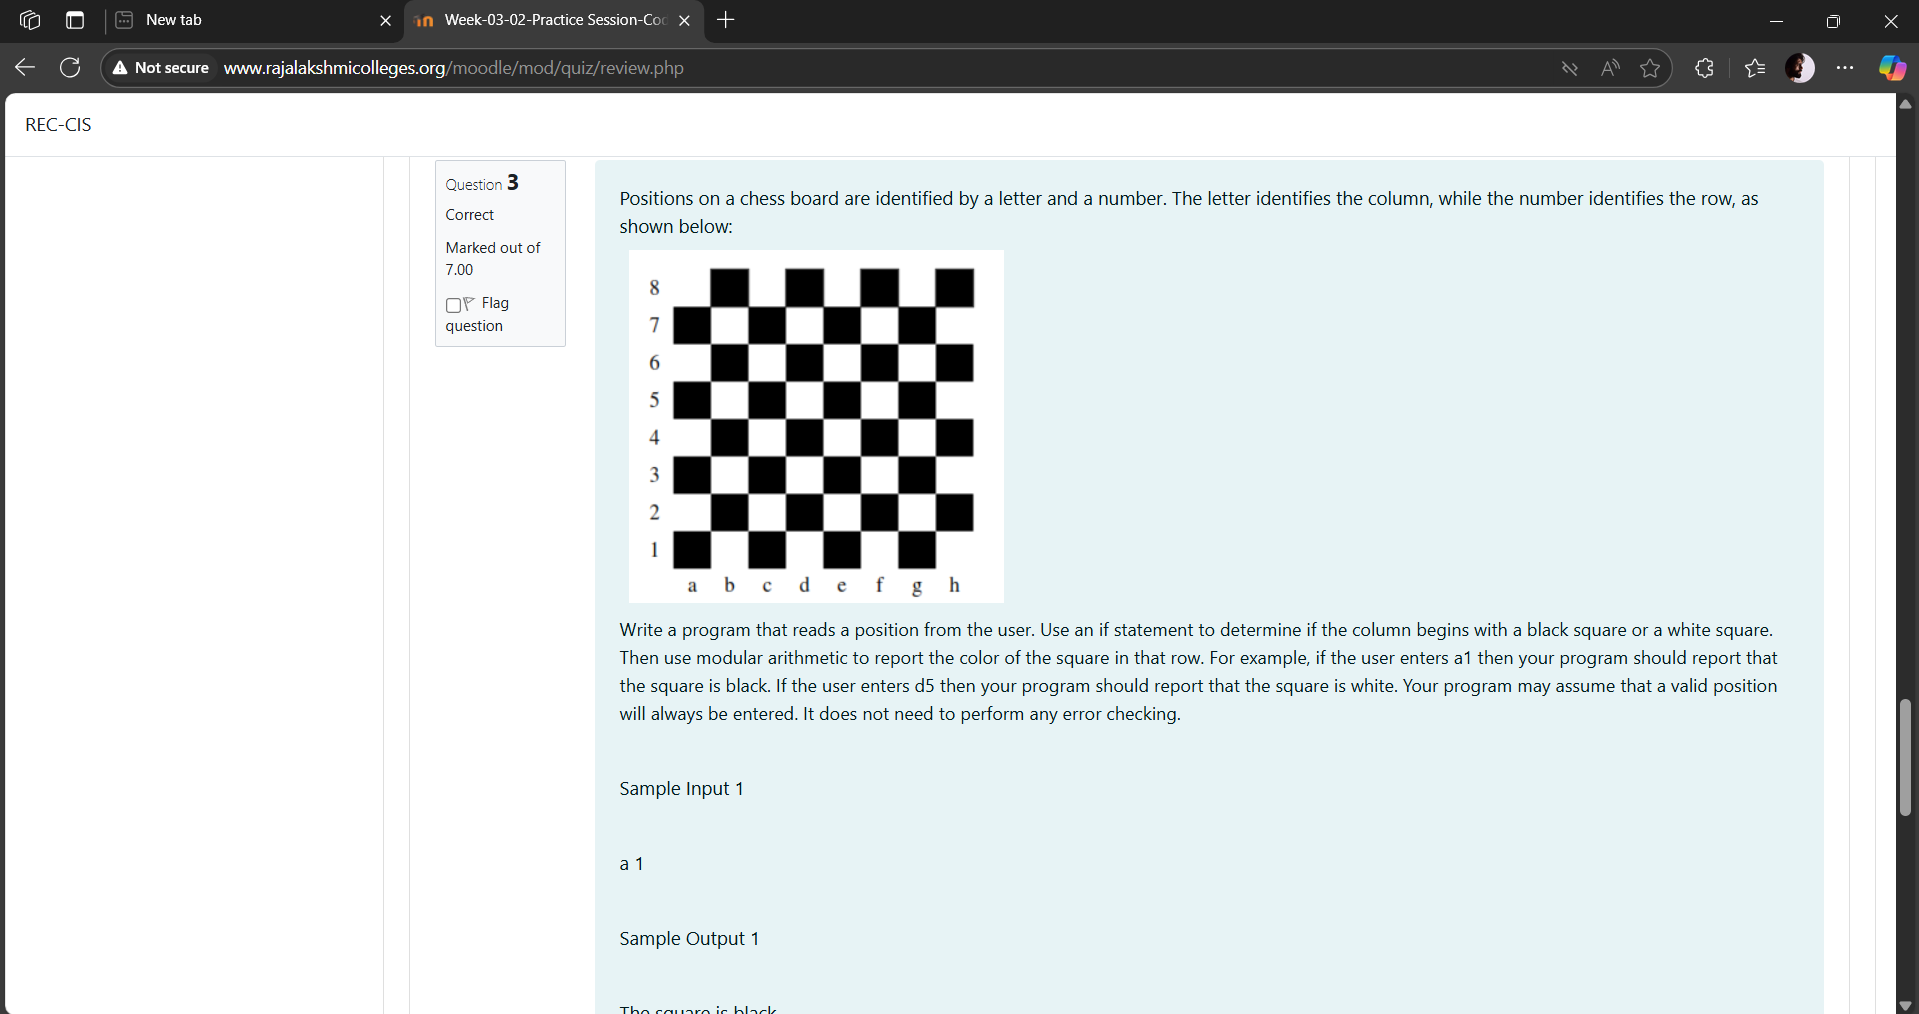 New tab
Week-03-02-Practice Session-Cod
Not secure
www.rajalakshmicolleges.org/moodle/mod/quiz/review.php
REC-CIS
Question 3
Correct
Marked out of
7.00
Flag
question
Positions on a chess board are identified by a letter and a number. The letter identifies the column, while the number identifies the row, as
shown below:
8
7
6
5
4
3
2
1
a b c d e f g h
Write a program that reads a position from the user. Use an if statement to determine if the column begins with a black square or a white square.
Then use modular arithmetic to report the color of the square in that row. For example, if the user enters a1 then your program should report that
the square is black. If the user enters d5 then your program should report that the square is white. Your program may assume that a valid position
will always be entered. It does not need to perform any error checking.
Sample Input 1
a 1
Sample Output 1
The square is black